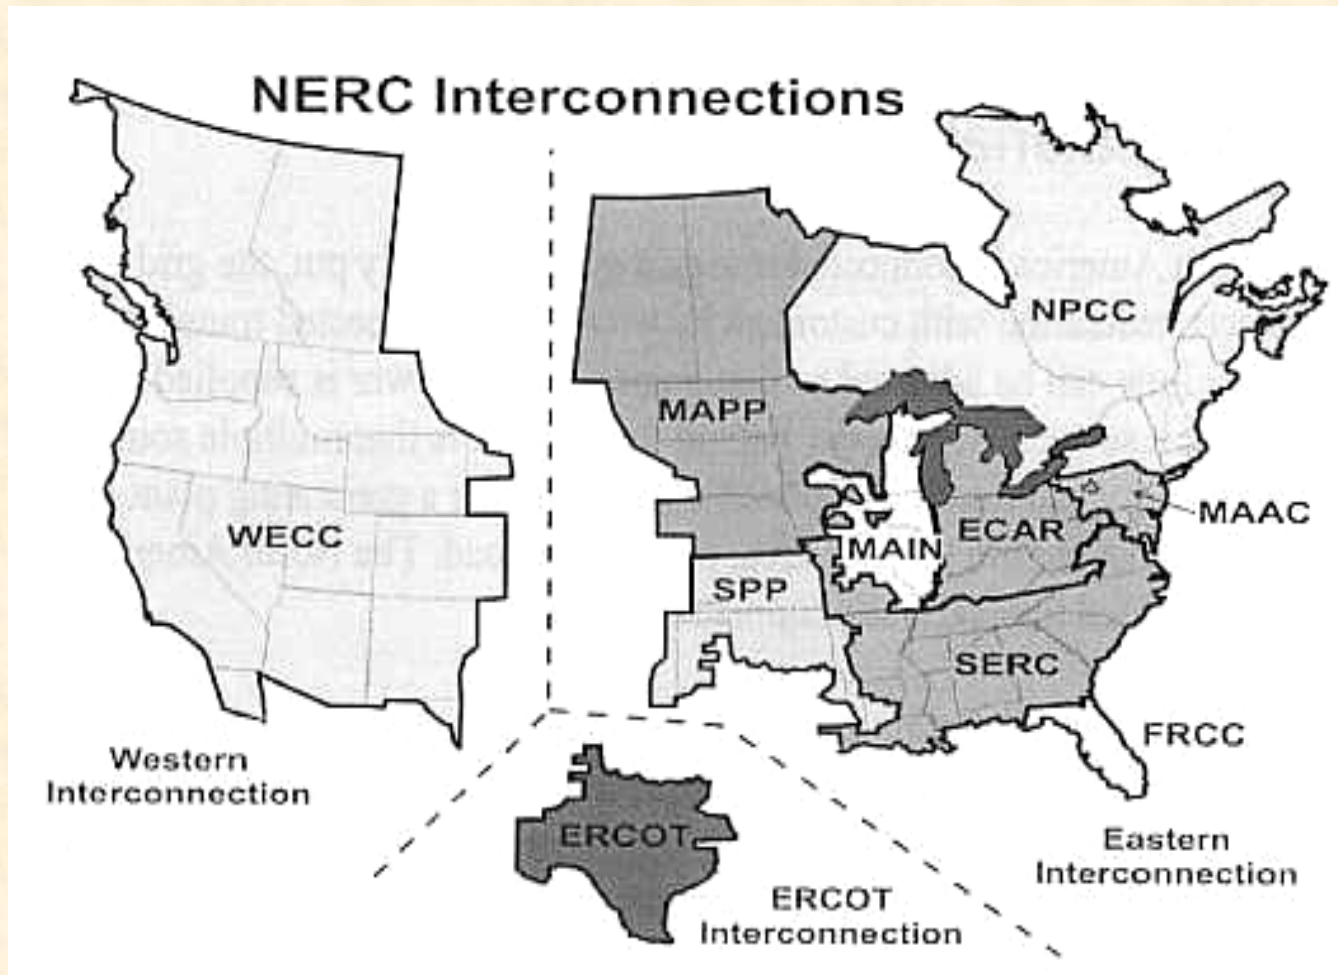 NERC Interconnections
NPCC
MAPP
MAAC
WECC
MAIN
ECAR
SPP
SERC
FRCC
Western
Interconnection
ERCOT
Eastern
Interconnection
ERCOT
Interconnection